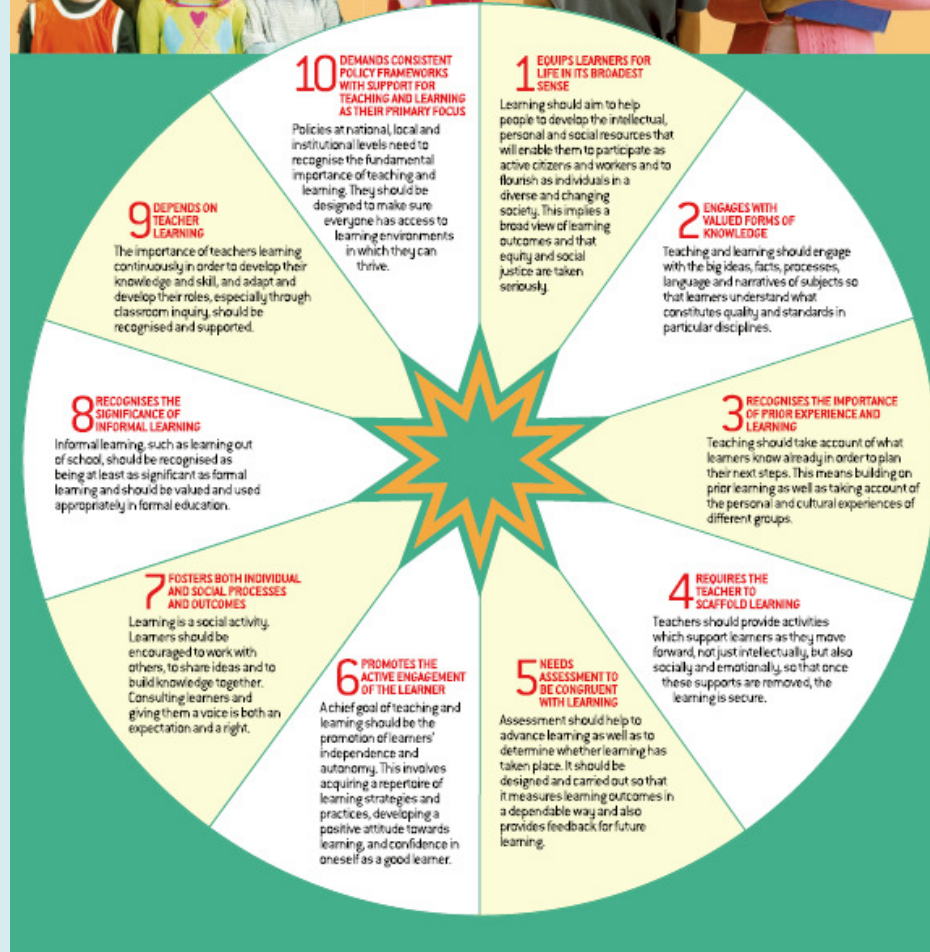 1 EQUIPS LEARNERS FOR
LIFE IN ITS BROADEST
SENSE
Learning should aim to help
people to develop the intellectual,
personal and social resources that
will enable them to participate as
active citizens and workers and to
flourish as individuals in a
diverse and changing
society. This implies a
broad view of learning
outcomes and that
equity and social
justice are taken
seriously.
2 ENGAGES WITH
VALUED FORMS OF
KNOWLEDGE
Teaching and learning should engage
with the big ideas, facts, processes,
language and narratives of subjects so
that learners understand what
constitutes quality and standards in
particular disciplines.
3 RECOGNISES THE IMPORTANCE
OF PRIOR EXPERIENCE AND
LEARNING
Teaching should take account of what
learners know already in order to plan
their next steps. This means building on
prior learning as well as taking account of
the personal and cultural experiences of
different groups.
4 REQUIRES THE
TEACHER TO
SCAFFOLD LEARNING
Teachers should provide activities
which support learners as they move
forward, not just intellectually, but also
socially and emotionally, so that once
these supports are removed, the
learning is secure.
5 NEEDS
ASSESSMENT TO
BE CONGRUENT
WITH LEARNING
Assessment should help to
advance learning as well as to
determine whether learning has
taken place. It should be
designed and carried out so that
it measures learning outcomes in
a dependable way and also
provides feedback for future
learning.
6 PROMOTES THE
ACTIVE ENGAGEMENT
OF THE LEARNER
A chief goal of teaching and
learning should be the
promotion of learners'
independence and
autonomy. This involves
acquiring a repertoire of
learning strategies and
practices, developing a
positive attitude towards
learning, and confidence in
oneself as a good learner.
7 FOSTERS BOTH INDIVIDUAL
AND SOCIAL PROCESSES
AND OUTCOMES
Learning is a social activity.
Learners should be
encouraged to work with
others, to share ideas and to
build knowledge together.
Consulting learners and
giving them a voice is both an
expectation and a right.
8 RECOGNISES THE
SIGNIFICANCE OF
INFORMAL LEARNING
Informal learning, such as learning out
of school, should be recognised as
being at least as significant as formal
learning and should be valued and used
appropriately in formal education.
9 DEPENDS ON
TEACHER
LEARNING
The importance of teachers learning
continuously in order to develop their
knowledge and skill, and adapt and
develop their roles, especially through
classroom inquiry, should be
recognised and supported.
10 DEMANDS CONSISTENT
POLICY FRAMEWORKS
WITH SUPPORT FOR
TEACHING AND LEARNING
AS THEIR PRIMARY FOCUS
Policies at national, local and
institutional levels need to
recognise the fundamental
importance of teaching and
learning. They should be
designed to make sure
everyone has access to
learning environments
in which they can
thrive.